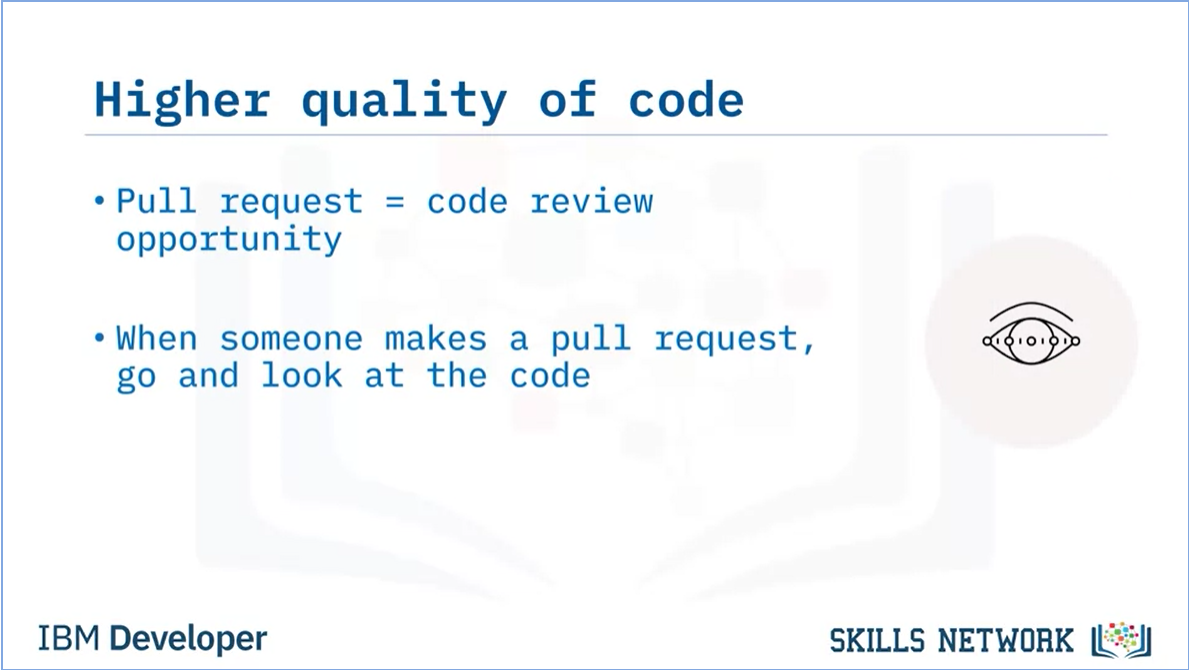 Higher quality of code
• Pull request = code review
opportunity
• When someone makes a pull request,
go and look at the code
IBM Developer
SKILLS NETWORK